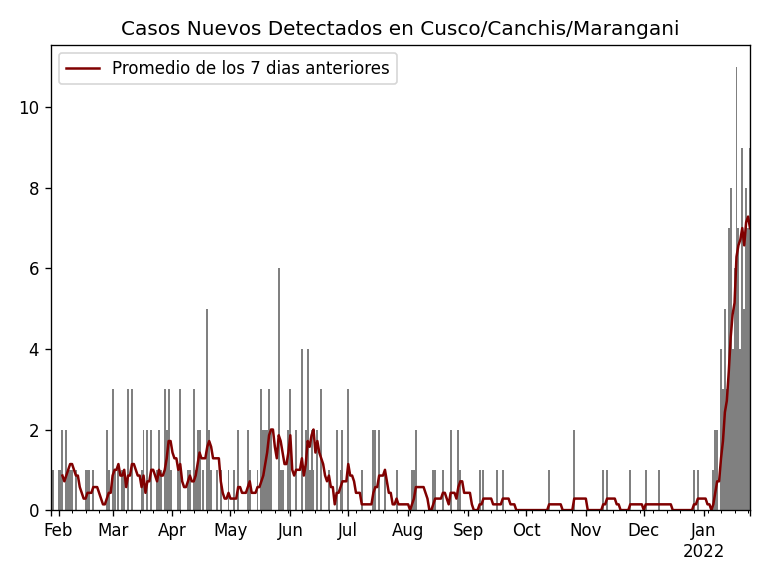 Casos Nuevos Detectados en Cusco/Canchis/Marangani
Promedio de los 7 dias anteriores
10
8
6
4
2
0
Feb Mar Apr May Jun Jul Aug Sep Oct Nov Dec Jan
2022